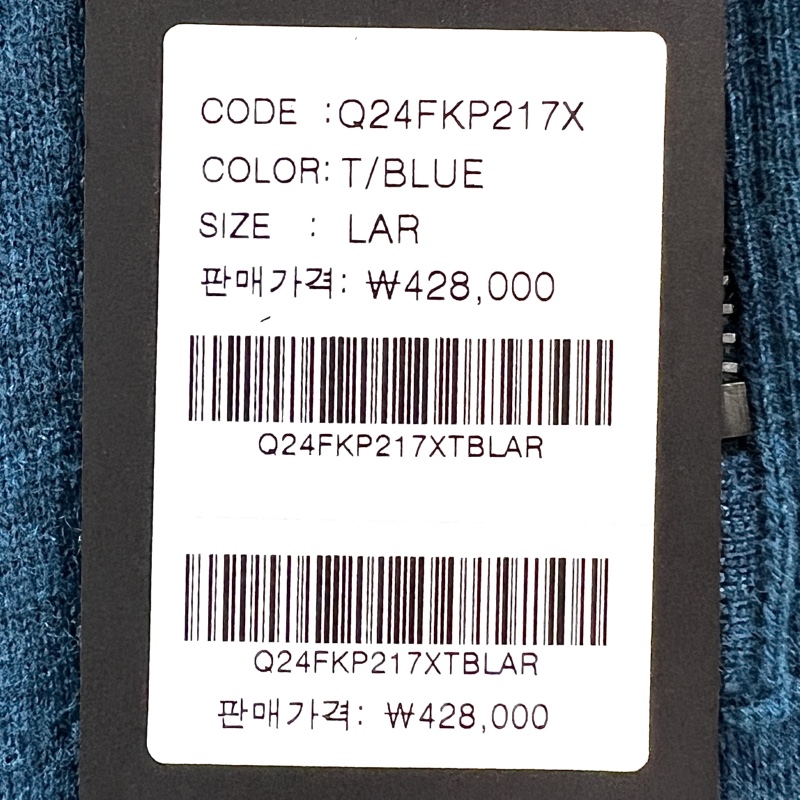 CODE :Q24FKP217X
COLOR: T/BLUE
SIZE : LAR
판매가격: ₩428,000
Q24FKP217XTBLAR
Q24FKP217XTBLAR
판매가격: ₩428,000